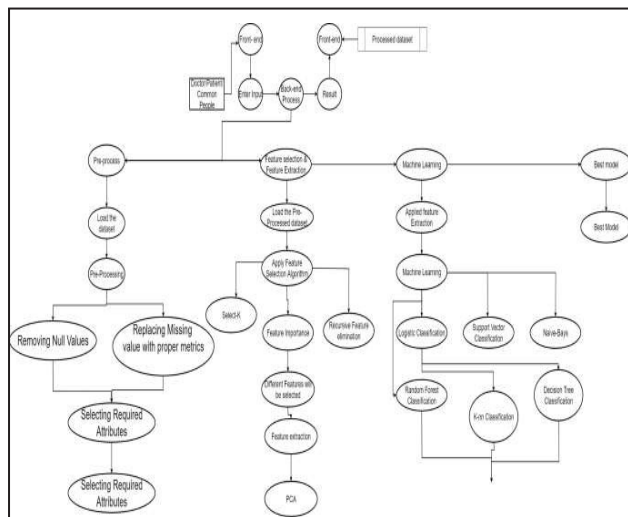 Front- end
Front-end
Processed dataset
Doctor/Patient/
Common
People
Enter Input
Back-end
Process
Result
Pre-process
Feature selection &
Feature Extraction
Machine Learning
Best model
Load the
dataset
Load the Pre-
Processed dataset
Applied feature
Extraction
Best Model
Pre-Processing
Apply Feature
Selection Algorithm
Machine Learning
Select-K
Removing Null Values
Replacing Missing
value with proper metrics
Feature Importance
Recursive Feature
elimination
Logistic Classification
Support Vector
Classification
Naive-Bays
Different Features will
be selected
Random Forest
Classification
K-nn Classification
Decision Tree
Classification
Selecting Required
Attributes
Feature extraction
Selecting Required
Attributes
PCA